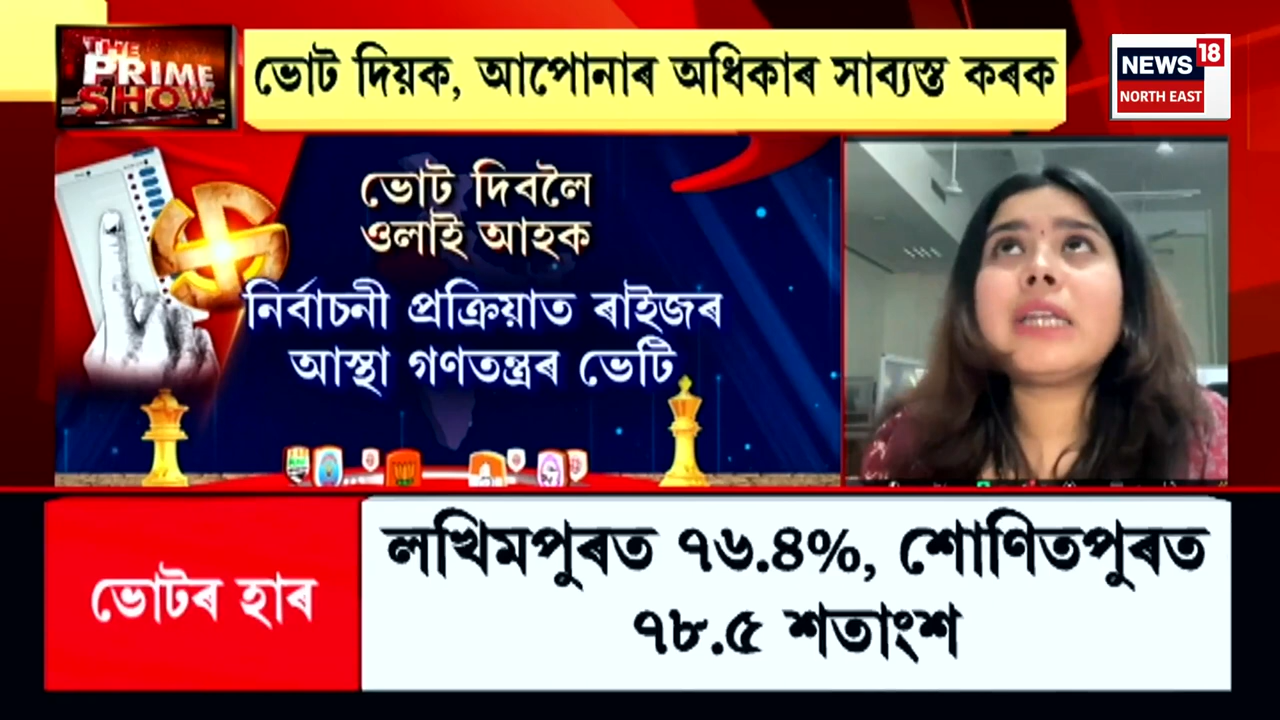 THE
PRIME
SHOW
ভোট দিয়ক, আপোনাৰ অধিকাৰ সাব্যস্ত কৰক
NEWS 18
NORTH EAST
ভোট দিবলৈ
ওলাই আহক
নিৰ্বাচনী প্ৰক্ৰিয়াত ৰাইজৰ
আস্থা গণতন্ত্ৰৰ ভেটি
ভোটৰ হাৰ
লখিমপুৰত ৭৬.৪%, শোণিতপুৰত
৭৮.৫ শতাংশ